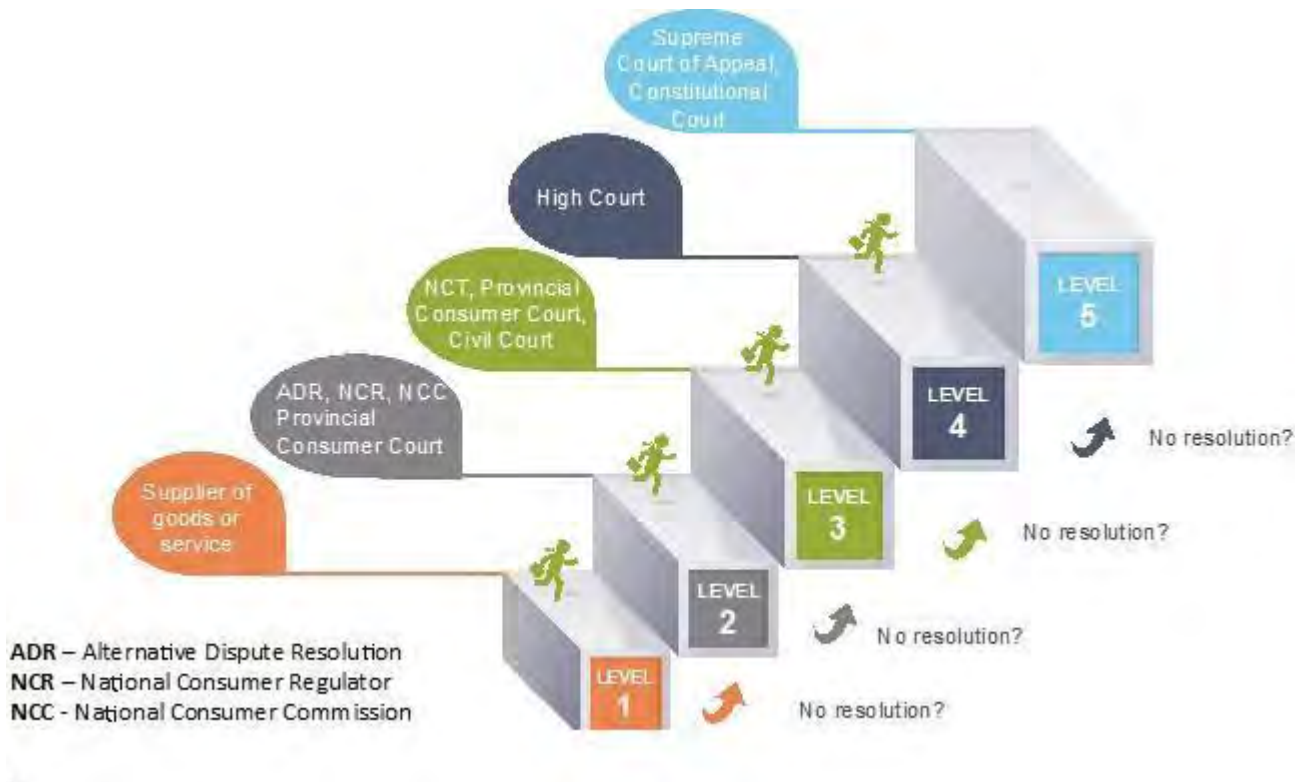 Supreme
Court of Appeal,
Constitutional
Court
High Court
NCT, Provincial
Consumer Court,
Civil Court
ADR, NCR, NCC
Provincial
Consumer Court
Supplier of
goods or
service
LEVEL
5
LEVEL
4
No resolution?
LEVEL
3
No resolution?
LEVEL
2
No resolution?
LEVEL
1
No resolution?
ADR – Alternative Dispute Resolution
NCR – National Consumer Regulator
NCC - National Consumer Commission